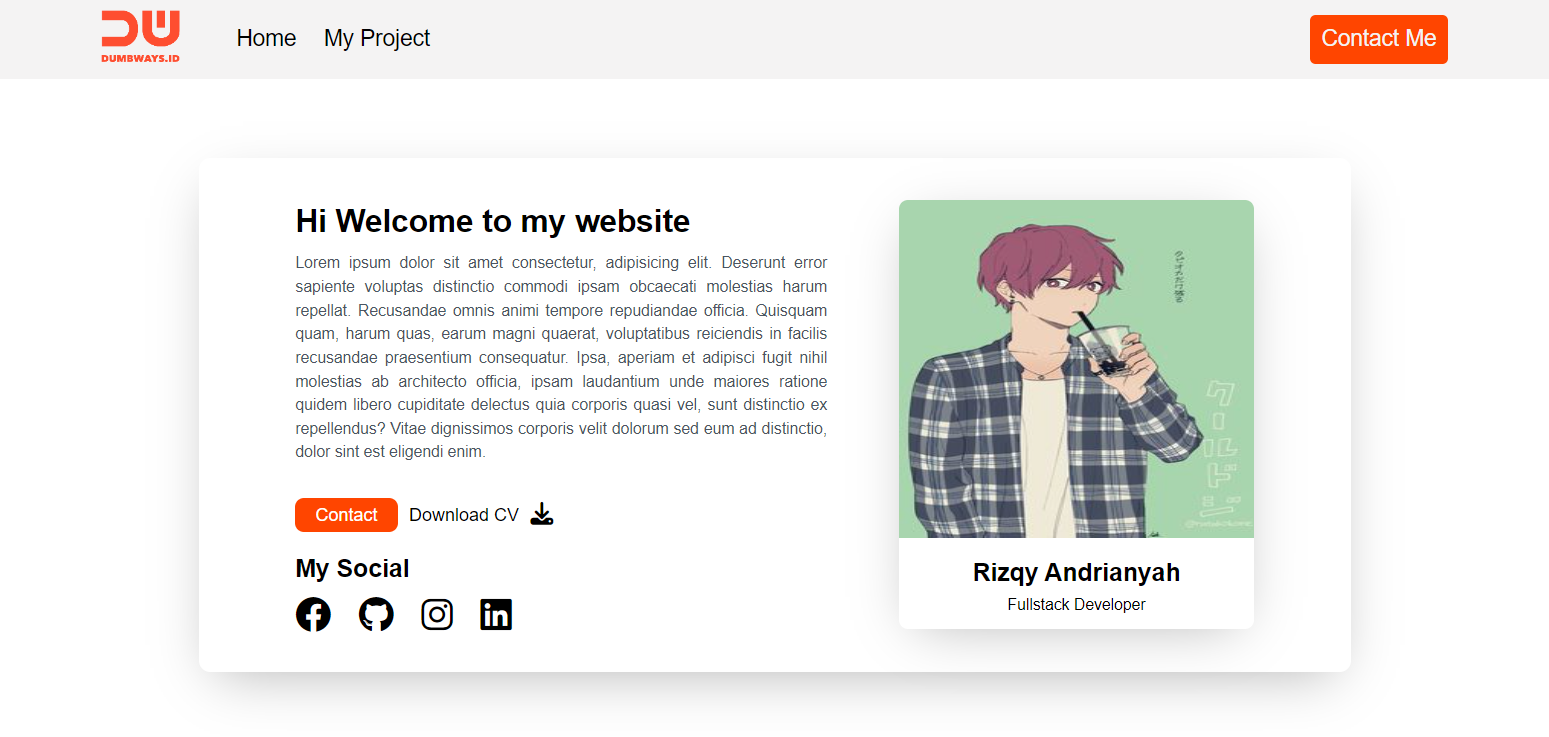 DUMBWAYS.ID
Home
My Project
Contact Me
Hi Welcome to my website
Lorem ipsum dolor sit amet consectetur, adipisicing elit. Deserunt error
sapiente voluptas distinctio commodi ipsam obcaecati molestias harum
repellat. Recusandae omnis animi tempore repudiandae officia. Quisquam
quam, harum quas, earum magni quaerat, voluptatibus reiciendis in facilis
recusandae praesentium consequatur. Ipsa, aperiam et adipisci fugit nihil
molestias ab architecto officia, ipsam laudantium unde maiores ratione
quidem libero cupiditate delectus quia corporis quasi vel, sunt distinctio ex
repellendus? Vitae dignissimos corporis velit dolorum sed eum ad distinctio,
dolor sint est eligendi enim.
Contact
Download CV
My Social
クールドジ
Rizqy Andrianyah
Fullstack Developer